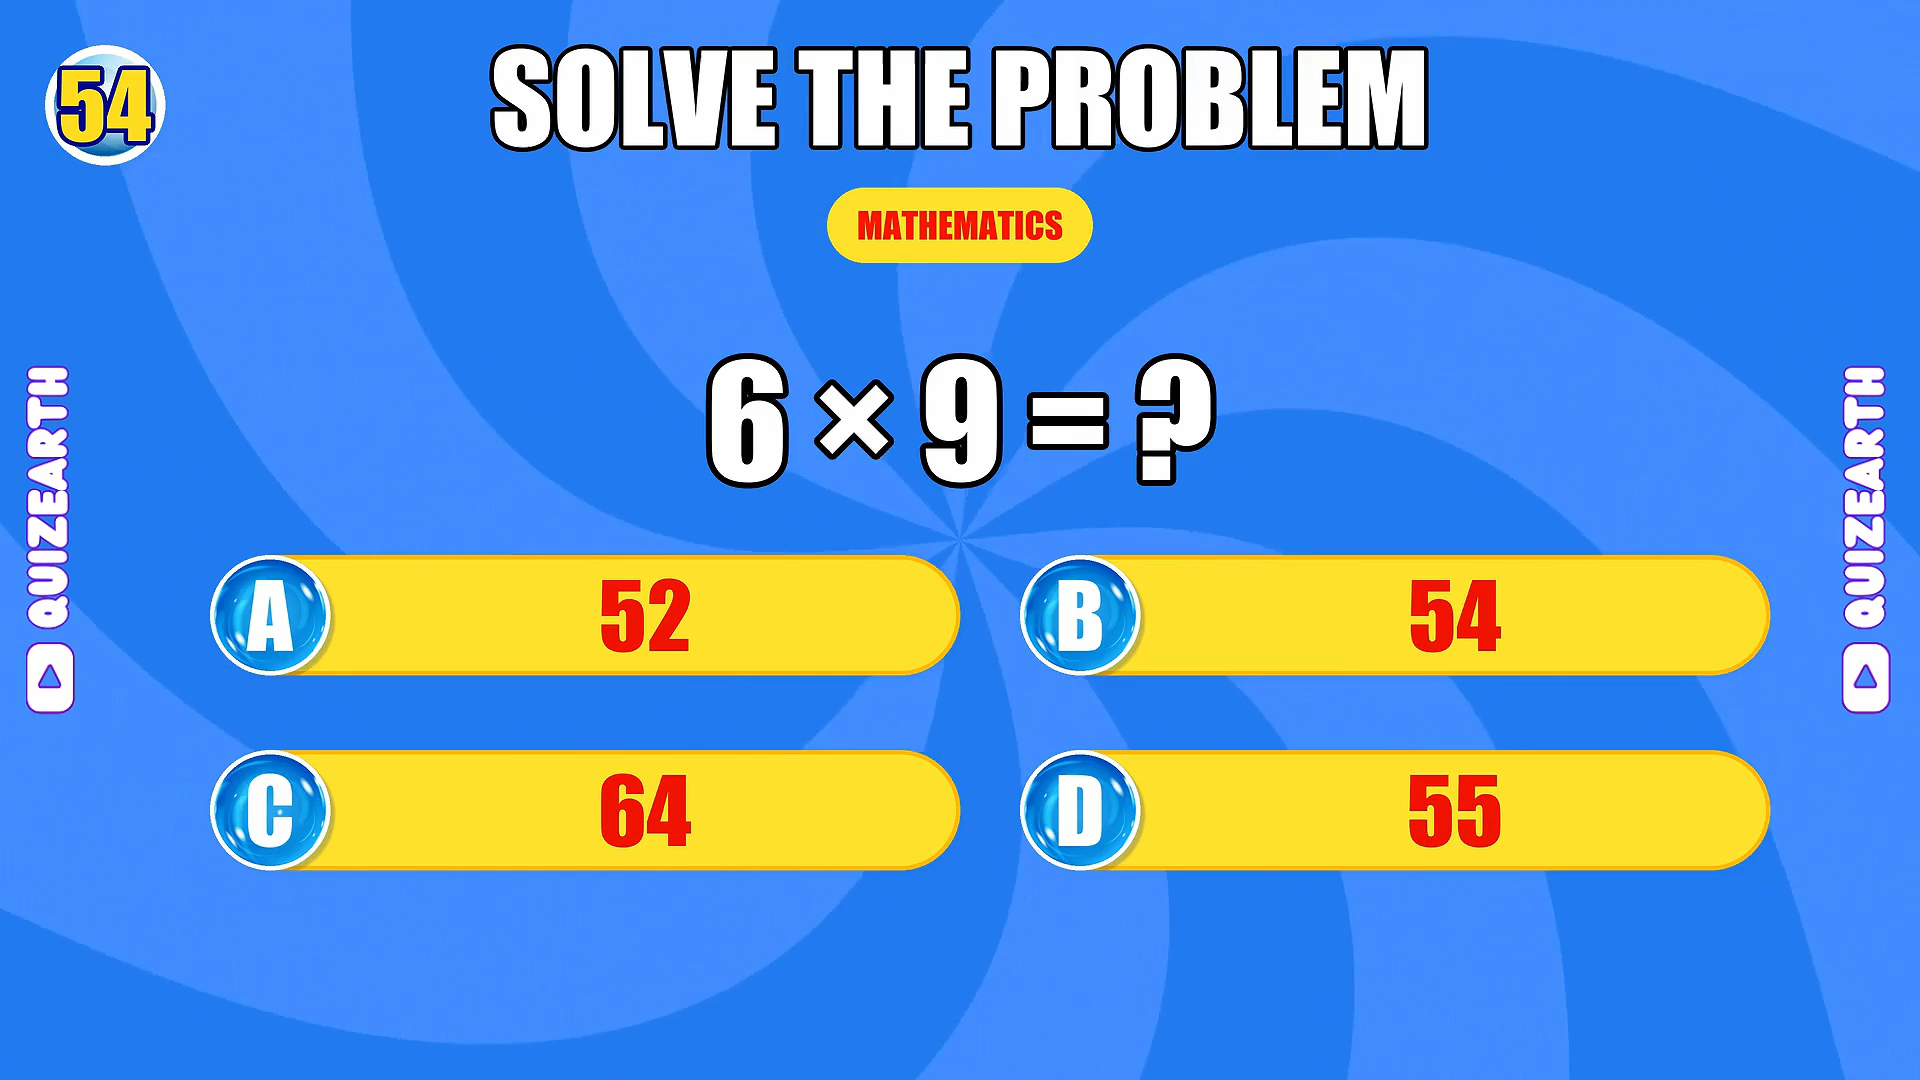 54
SOLVE THE PROBLEM
MATHEMATICS
6 × 9 = ?
A 52
B 54
C 64
D 55
QUIZEARTH
QUIZEARTH